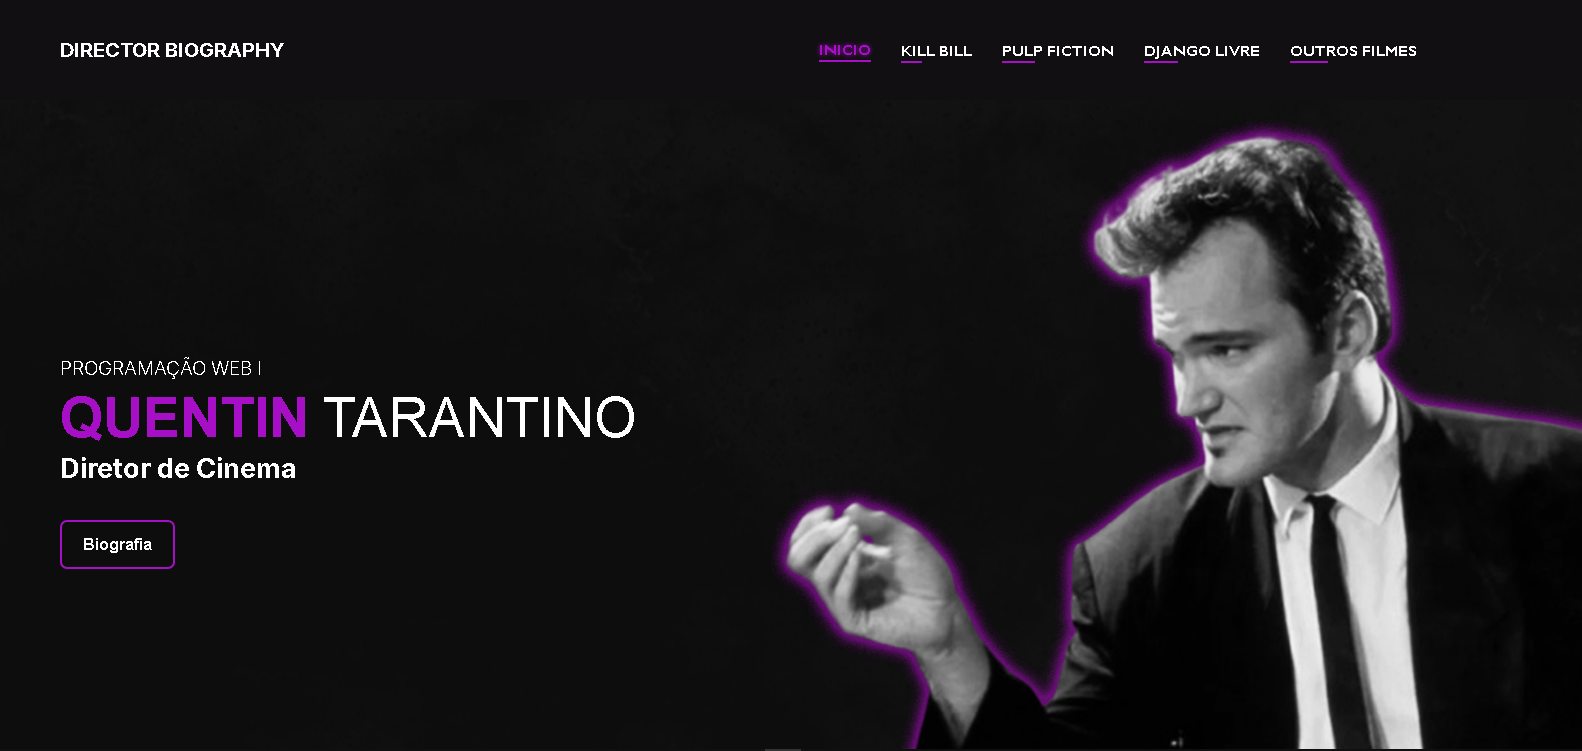 DIRECTOR BIOGRAPHY
INICIO KILL BILL PULP FICTION DJANGO LIVRE OUTROS FILMES
PROGRAMAÇÃO WEB I
QUENTIN TARANTINO
Diretor de Cinema
Biografia